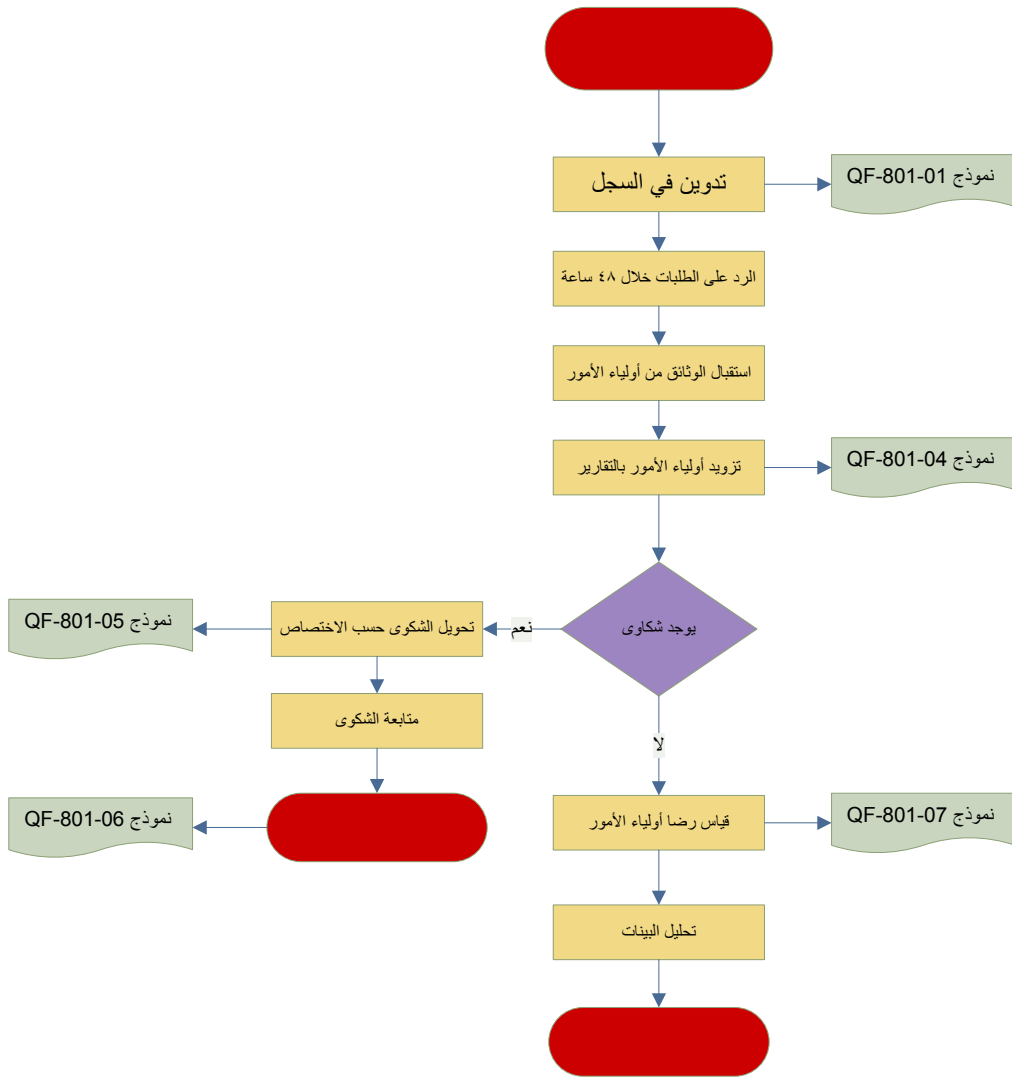 تدوين في السجل
نموذج QF-801-01
الرد على الطلبات خلال ٤٨ ساعة
استقبال الوثائق من أولياء الأمور
تزويد أولياء الأمور بالتقارير
نموذج QF-801-04
يوجد شكاوى
نعم
تحويل الشكوى حسب الاختصاص
نموذج QF-801-05
متابعة الشكوى
نموذج QF-801-06
لا
قياس رضا أولياء الأمور
نموذج QF-801-07
تحليل البينات